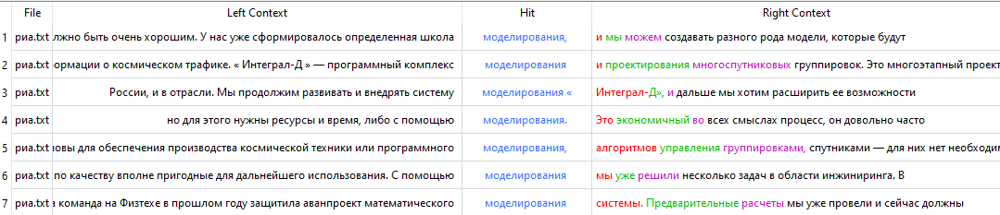 File Left Context Hit Right Context
1 риа.txt лжно быть очень хорошим. У нас уже сформировалось определенная школа моделирования, и мы можем создавать разного рода модели, которые будут
2 риа.txt ормации о космическом трафике. « Интеграл-Д » — программный комплекс моделирования и проектирования многоспутниковых группировок. Это многоэтапный проект
3 риа.txt России, и в отрасли. Мы продолжим развивать и внедрять систему моделирования « Интеграл-Д», и дальше мы хотим расширить ее возможности
4 риа.txt но для этого нужны ресурсы и время, либо с помощью моделирования. Это экономичный во всех смыслах процесс, он довольно часто
5 риа.txt новы для обеспечения производства космической техники или программного моделирования, алгоритмов управления группировками, спутниками — для них нет необходим
6 риа.txt по качеству вполне пригодные для дальнейшего использования. С помощью моделирования мы уже решили несколько задач в области инжиниринга. В
7 риа.txt команда на Физтехе в прошлом году защитила аванпроект математического моделирования системы. Предварительные расчеты мы уже провели и сейчас должны